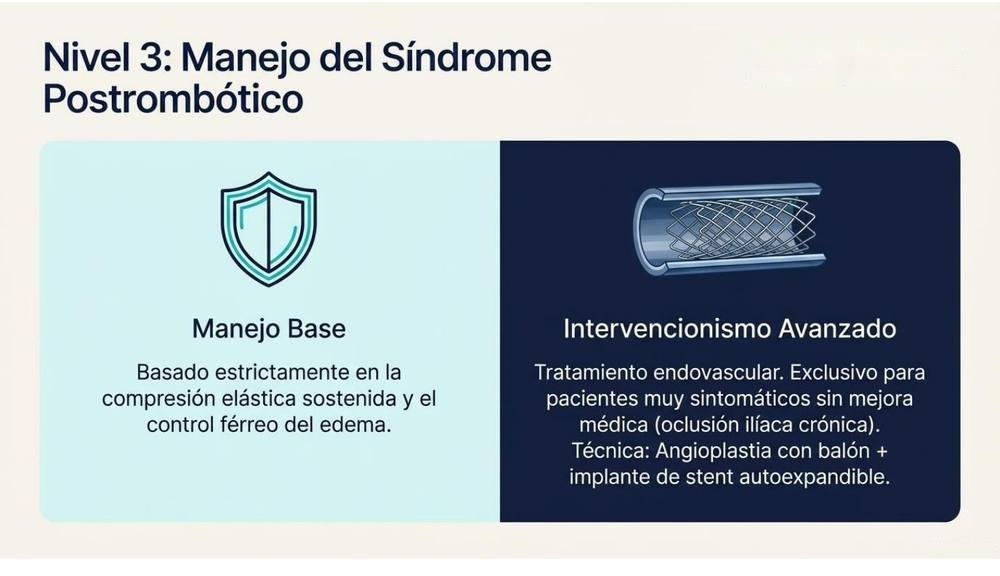 Nivel 3: Manejo del Síndrome
Postrombótico
Manejo Base
Basado estrictamente en la
compresión elástica sostenida y el
control férreo del edema.
Intervencionismo Avanzado
Tratamiento endovascular. Exclusivo para
pacientes muy sintomáticos sin mejora
médica (oclusión ilíaca crónica).
Técnica: Angioplastia con balón +
implante de stent autoexpandible.